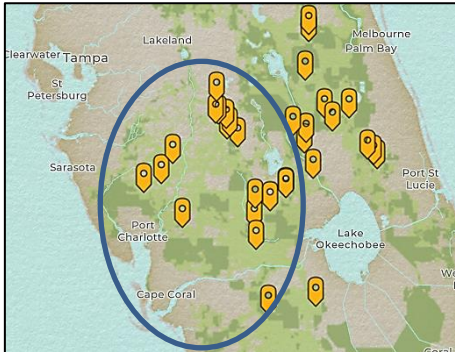 Melbourne
Palm Bay
Lakeland
Clearwater
Tampa
St
Petersburg
Sarasota
Port St
Lucie
Port
Charlotte
Lake
Okeechobee
Cape Coral